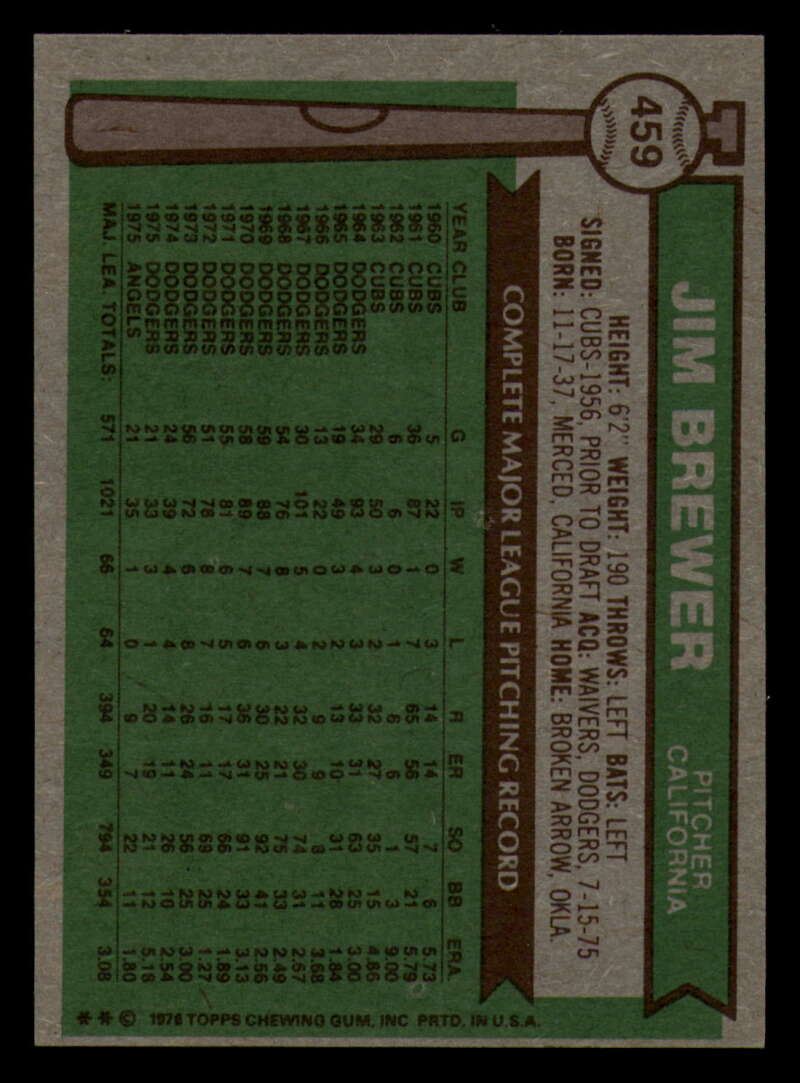 459
JIM BREWER
PITCHER
CALIFORNIA
HEIGHT: 6'2" WEIGHT: 190 THROWS: LEFT BATS: LEFT
SIGNED: CUBS-1956, PRIOR TO DRAFT ACQ: WAIVERS, DODGERS, 7-15-75
BORN: 11-17-37, MERCED, CALIFORNIA HOME: BROKEN ARROW, OKLA.
COMPLETE MAJOR LEAGUE PITCHING RECORD
YEAR CLUB G IP W L R ER SO BB ERA
1960 CUBS 5 22 0 3 14 14 7 6 5.73
1961 CUBS 36 87 1 7 65 56 57 21 5.79
1962 CUBS 6 6 0 1 6 6 1 3 9.00
1963 CUBS 29 50 3 2 32 27 35 15 4.86
1964 DODGERS 34 93 4 3 33 31 63 25 3.00
1965 DODGERS 19 49 3 2 13 10 31 28 1.84
1966 DODGERS 13 22 0 2 9 9 8 11 3.68
1967 DODGERS 30 101 5 4 32 30 74 31 2.67
1968 DODGERS 54 76 8 3 22 21 75 33 2.49
1969 DODGERS 59 88 7 6 30 25 92 41 2.56
1970 DODGERS 58 89 7 6 36 31 91 33 3.13
1971 DODGERS 55 81 6 5 17 17 66 24 1.89
1972 DODGERS 51 78 8 7 16 11 69 25 1.27
1973 DODGERS 56 72 6 8 26 24 56 25 3.00
1974 DODGERS 24 39 4 4 14 11 26 10 2.54
1975 DODGERS 21 33 3 1 20 19 21 12 5.18
1975 ANGELS 21 35 1 0 9 7 22 11 1.80
MAJ. LEA. TOTALS: 571 1021 66 64 394 349 794 354 3.08
** © 1976 TOPPS CHEWING GUM, INC PRTD. IN U.S.A.